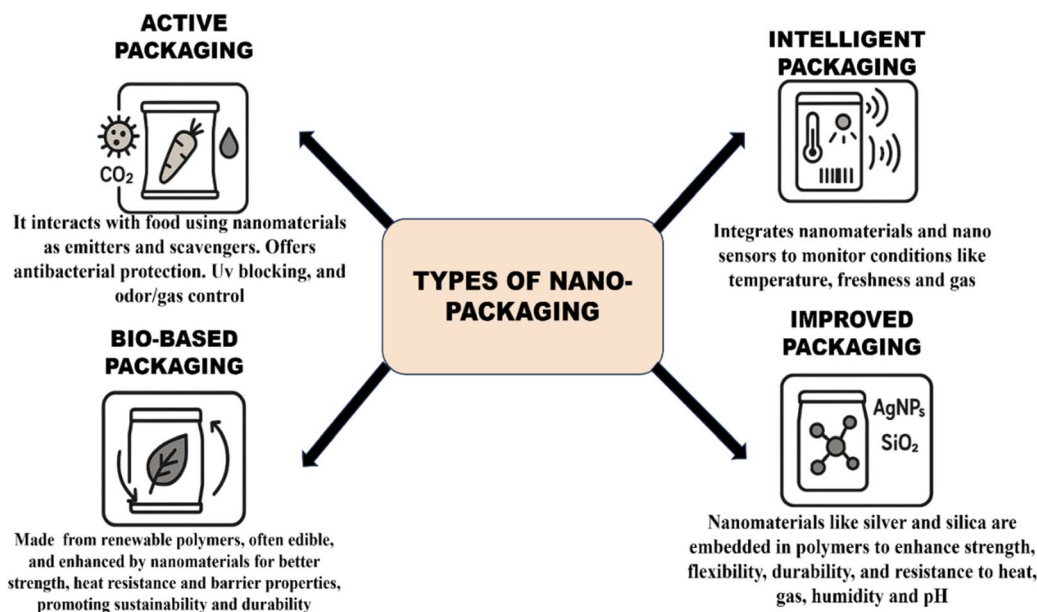 ACTIVE
PACKAGING
CO₂
It interacts with food using nanomaterials
as emitters and scavengers. Offers
antibacterial protection. Uv blocking, and
odor/gas control
INTELLIGENT
PACKAGING
Integrates nanomaterials and nano
sensors to monitor conditions like
temperature, freshness and gas
TYPES OF NANO-
PACKAGING
BIO-BASED
PACKAGING
Made from renewable polymers, often edible,
and enhanced by nanomaterials for better
strength, heat resistance and barrier properties,
promoting sustainability and durability
IMPROVED
PACKAGING
AgNPs
SiO₂
Nanomaterials like silver and silica are
embedded in polymers to enhance strength,
flexibility, durability, and resistance to heat,
gas, humidity and pH